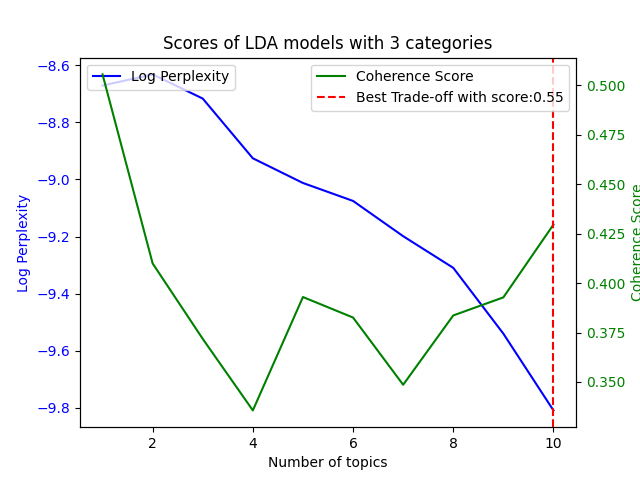 Scores of LDA models with 3 categories
Log Perplexity
Coherence Score
Best Trade-off with score:0.55
−8.6
−8.8
−9.0
−9.2
−9.4
−9.6
−9.8
Log Perplexity
0.500
0.475
0.450
0.425
0.400
0.375
0.350
Coherence Score
2 4 6 8 10
Number of topics